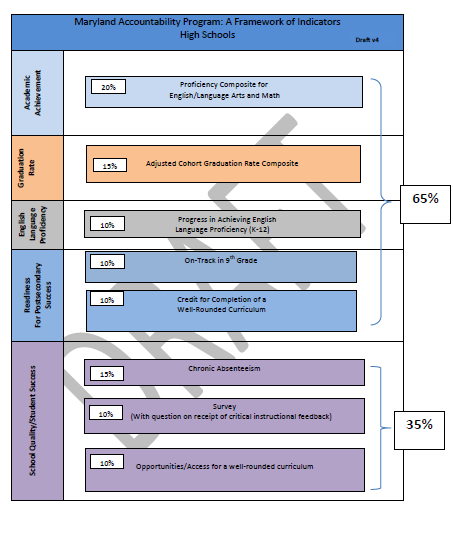 Maryland Accountability Program: A Framework of Indicators
High Schools
Draft v4
Academic
Achievement
20%
Proficiency Composite for
English/Language Arts and Math
Graduation
Rate
15%
Adjusted Cohort Graduation Rate Composite
65%
English
Language
Proficiency
10%
Progress in Achieving English
Language Proficiency (K-12)
Readiness
For Postsecondary
Success
10%
On-Track in 9th Grade
10%
Credit for Completion of a
Well-Rounded Curriculum
School Quality/Student Success
15%
Chronic Absenteeism
10%
Survey
(With question on receipt of critical instructional feedback)
35%
10%
Opportunities/Access for a well-rounded curriculum
DRAFT